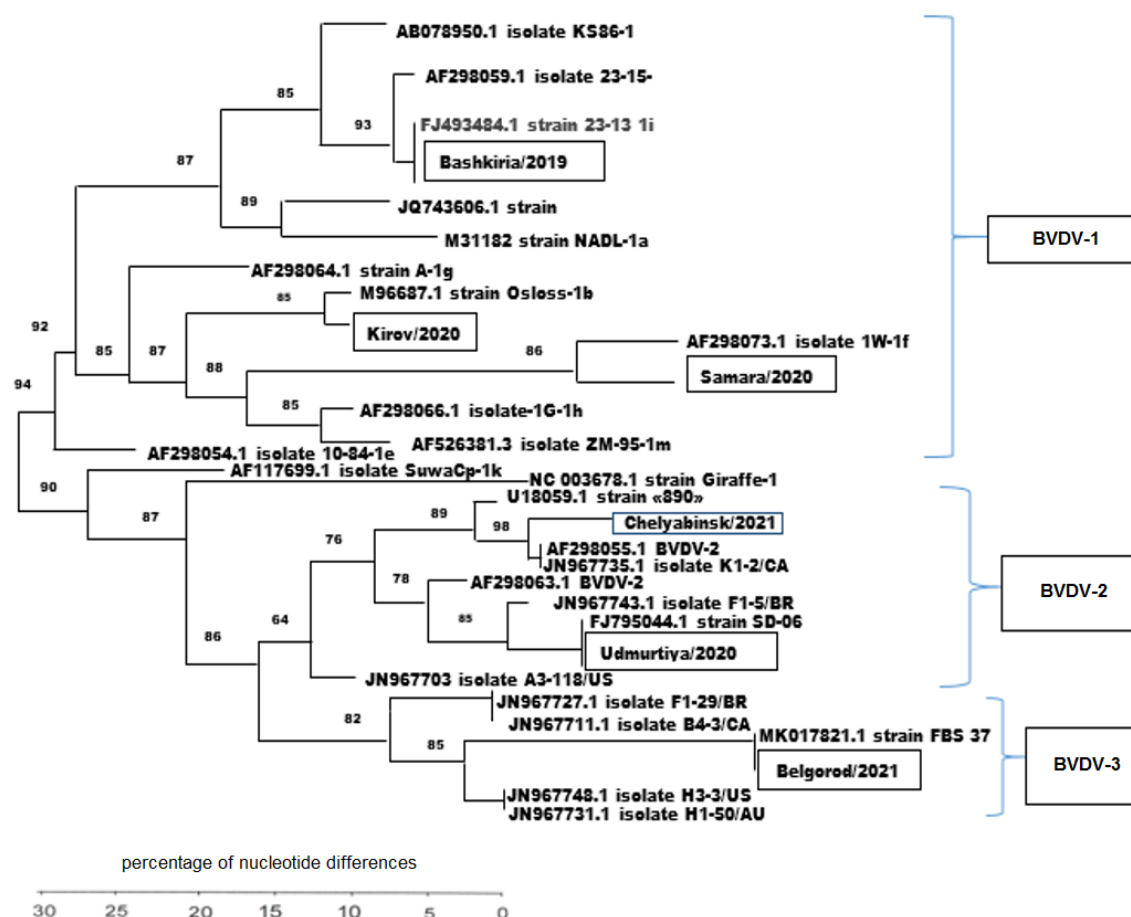 AB078950.1 isolate KS86-1
AF298059.1 isolate 23-15-
85
93
FJ493484.1 strain 23-13 1i
Bashkiria/2019
87
89
JQ743606.1 strain
M31182 strain NADL-1a
BVDV-1
AF298064.1 strain A-1g
85
M96687.1 strain Osloss-1b
Kirov/2020
92
85
87
88
86
AF298073.1 isolate 1W-1f
Samara/2020
94
85
AF298066.1 isolate-1G-1h
AF526381.3 isolate ZM-95-1m
AF298054.1 isolate 10-84-1e
AF117699.1 isolate SuwaCp-1k
90
NC 003678.1 strain Giraffe-1
U18059.1 strain «890»
87
89
98
Chelyabinsk/2021
76
AF298055.1 BVDV-2
JN967735.1 isolate K1-2/CA
78
AF298063.1 BVDV-2
BVDV-2
JN967743.1 isolate F1-5/BR
85
FJ795044.1 strain SD-06
64
86
Udmurtiya/2020
JN967703 isolate A3-118/US
JN967727.1 isolate F1-29/BR
82
JN967711.1 isolate B4-3/CA
85
MK017821.1 strain FBS 37
Belgorod/2021
BVDV-3
JN967748.1 isolate H3-3/US
JN967731.1 isolate H1-50/AU
percentage of nucleotide differences
30 25 20 15 10 5 0